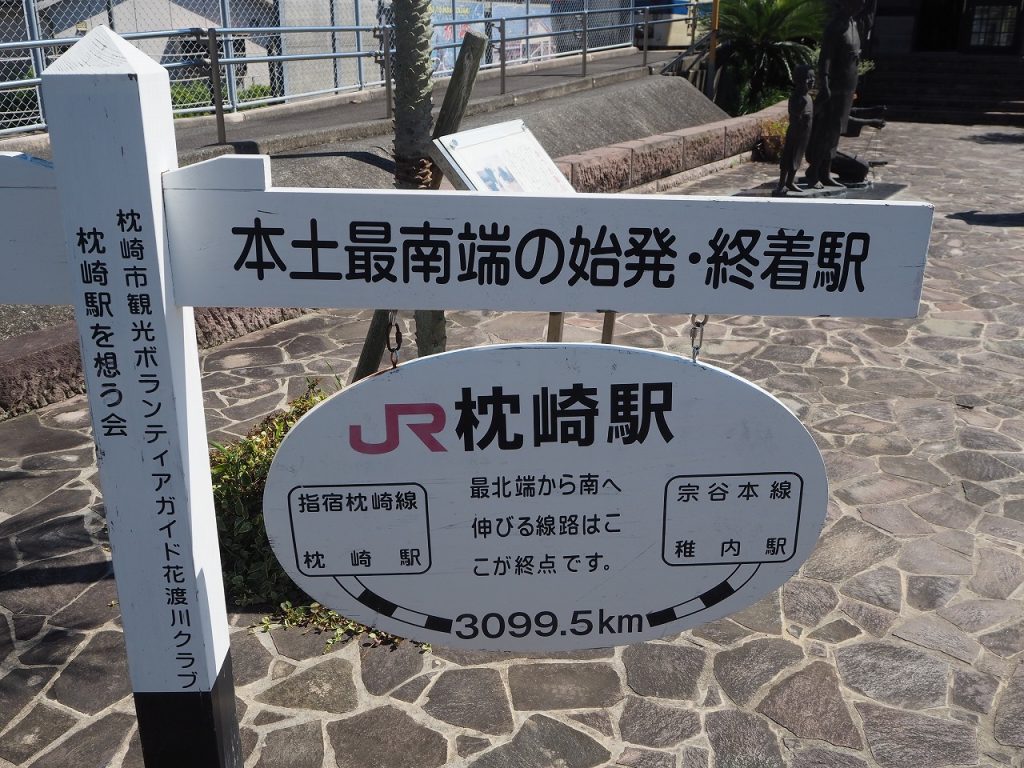 本土最南端の始発・終着駅
枕崎市観光ボランティアガイド花渡川クラブ
枕崎駅を想う会
JR枕崎駅
最北端から南へ
伸びる線路はこ
こが終点です。
指宿枕崎線
枕崎駅
宗谷本線
稚内駅
3099.5km